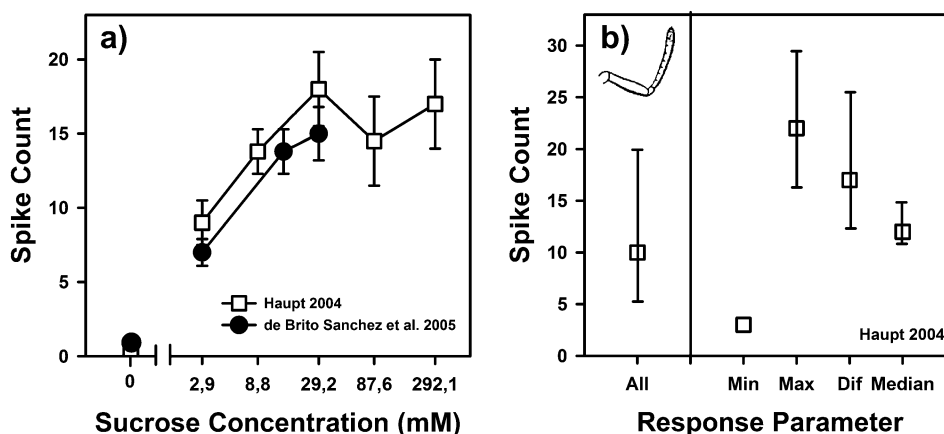 a)
20
15
10
5
0
Spike Count
Haupt 2004
de Brito Sanchez et al. 2005
0 2,9 8,8 29,2 87,6 292,1
Sucrose Concentration (mM)
b)
30
25
20
15
10
5
0
Spike Count
Haupt 2004
All Min Max Dif Median
Response Parameter